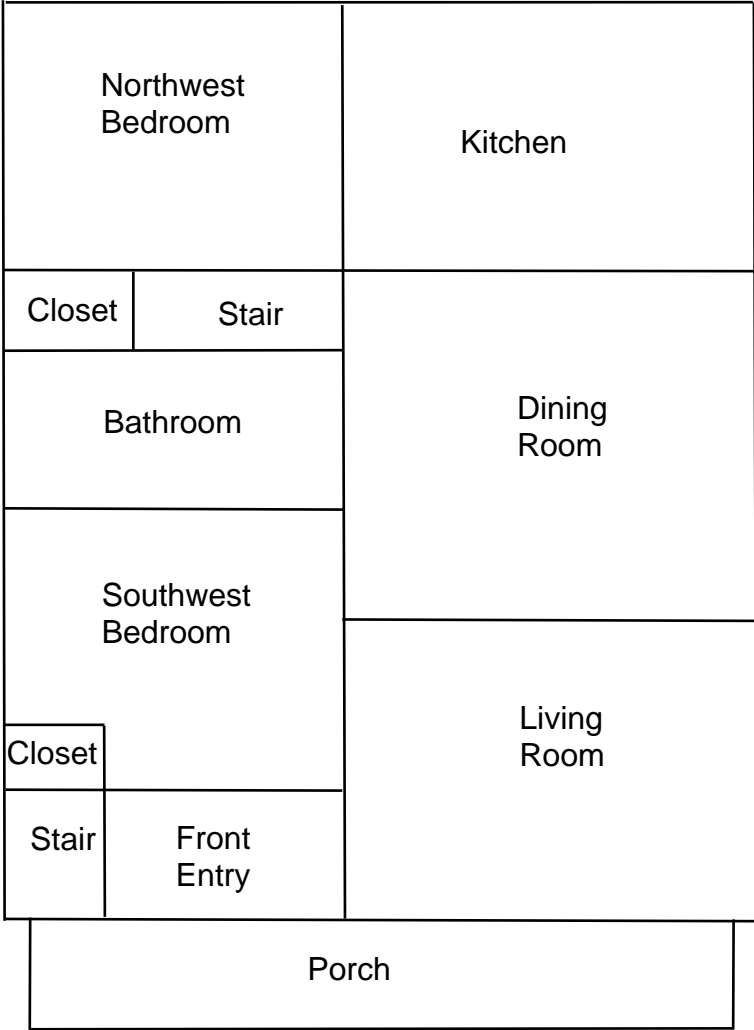 Northwest
Bedroom
Kitchen
Closet
Stair
Bathroom
Dining
Room
Southwest
Bedroom
Living
Room
Closet
Stair
Front
Entry
Porch